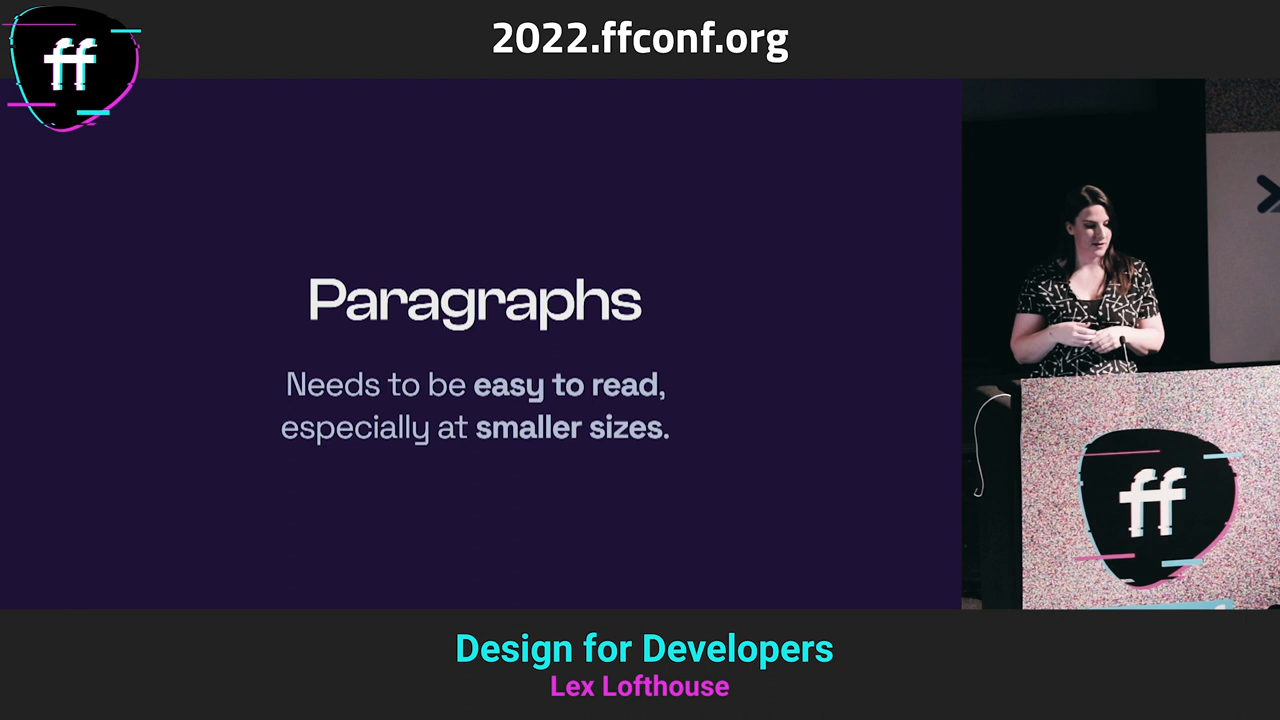 2022.ffconf.org
ff
Paragraphs
Needs to be easy to read,
especially at smaller sizes.
ff
Design for Developers
Lex Lofthouse